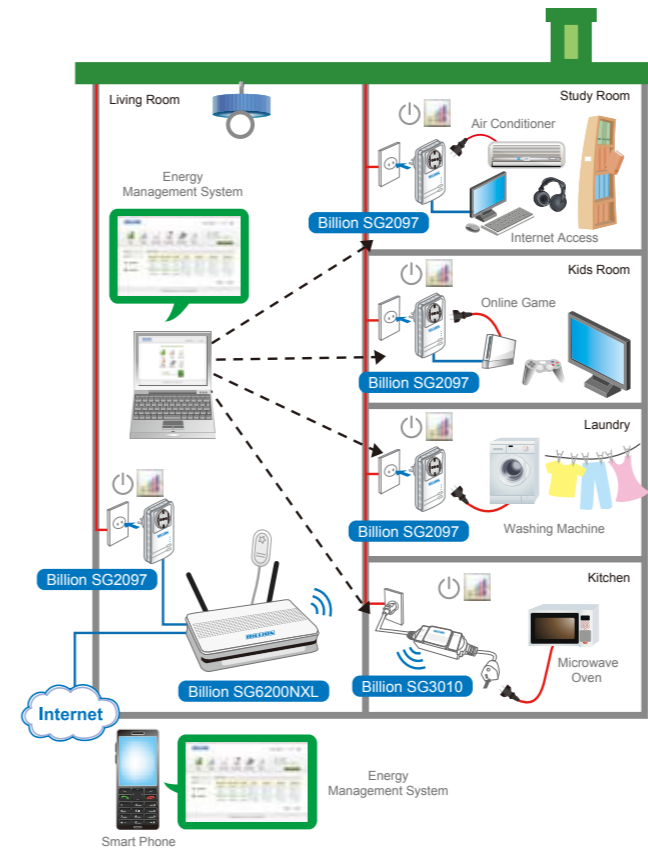 Living Room
Energy
Management System
Billion SG2097
BILLION
Billion SG6200NXL
Internet
Study Room
Air Conditioner
Billion SG2097
Internet Access
Kids Room
Online Game
Billion SG2097
Laundry
Billion SG2097
Washing Machine
Kitchen
Billion SG3010
Microwave
Oven
Energy
Management System
Smart Phone